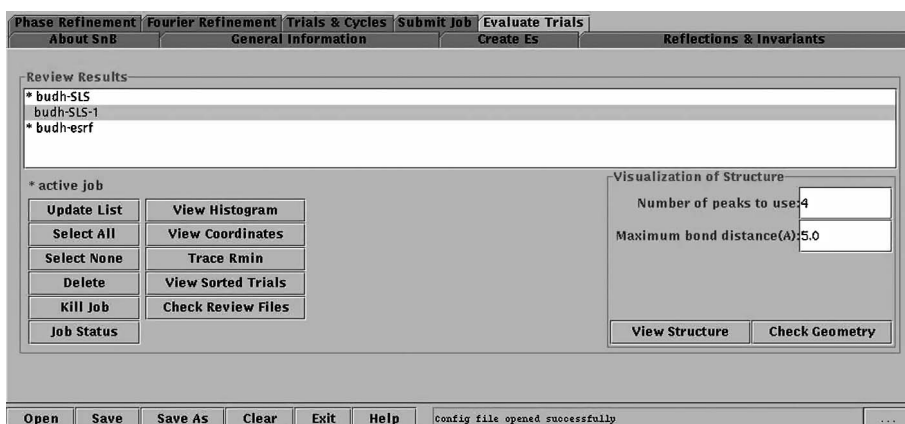 Phase Refinement Fourier Refinement Trials & Cycles Submit Job Evaluate Trials
About SnB General Information Create Es Reflections & Invariants
Review Results
* budh-SLS
budh-SLS-1
* budh-esrf
* active job
Update List View Histogram
Select All View Coordinates
Select None Trace Rmin
Delete View Sorted Trials
Kill Job Check Review Files
Job Status
Visualization of Structure
Number of peaks to use: 4
Maximum bond distance(A): 5.0
View Structure Check Geometry
Open Save Save As Clear Exit Help Config file opened successfully ...